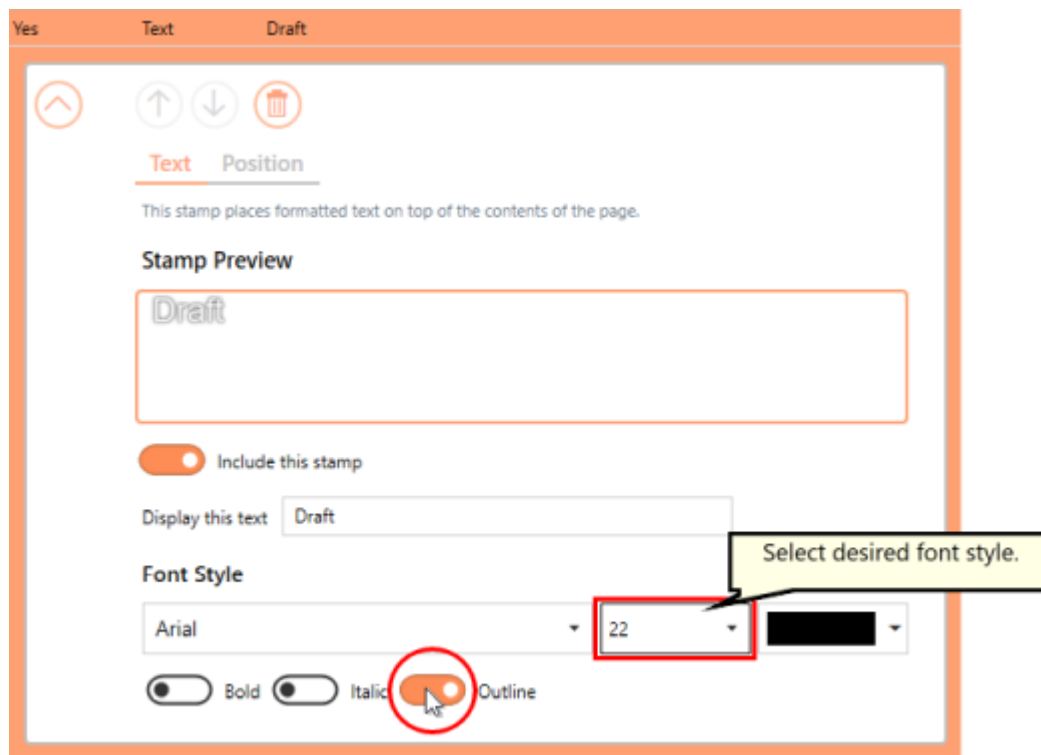 Yes Text Draft
Text Position
This stamp places formatted text on top of the contents of the page.
Stamp Preview
Draft
Include this stamp
Display this text Draft
Select desired font style.
Font Style
Arial 22
Bold Italic Outline